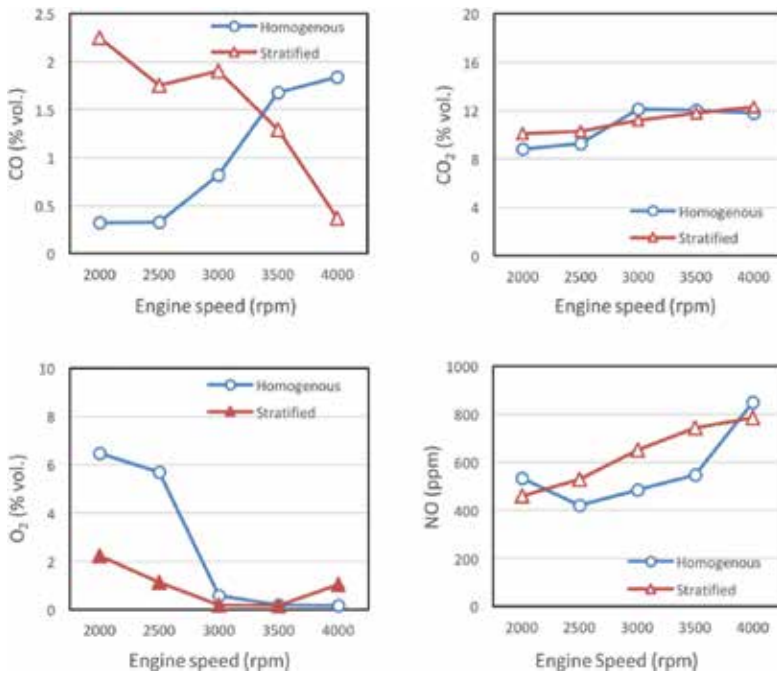 CO (% vol.)
2.5
2
1.5
1
0.5
0
Homogenous
Stratified
2000 2500 3000 3500 4000
Engine speed (rpm)
CO₂ (% vol.)
20
16
12
8
4
0
Homogenous
Stratified
2000 2500 3000 3500 4000
Engine speed (rpm)
O₂ (% vol.)
10
8
6
4
2
0
Homogenous
Stratified
2000 2500 3000 3500 4000
Engine speed (rpm)
NO (ppm)
1000
800
600
400
200
0
Homogenous
Stratified
2000 2500 3000 3500 4000
Engine Speed (rpm)